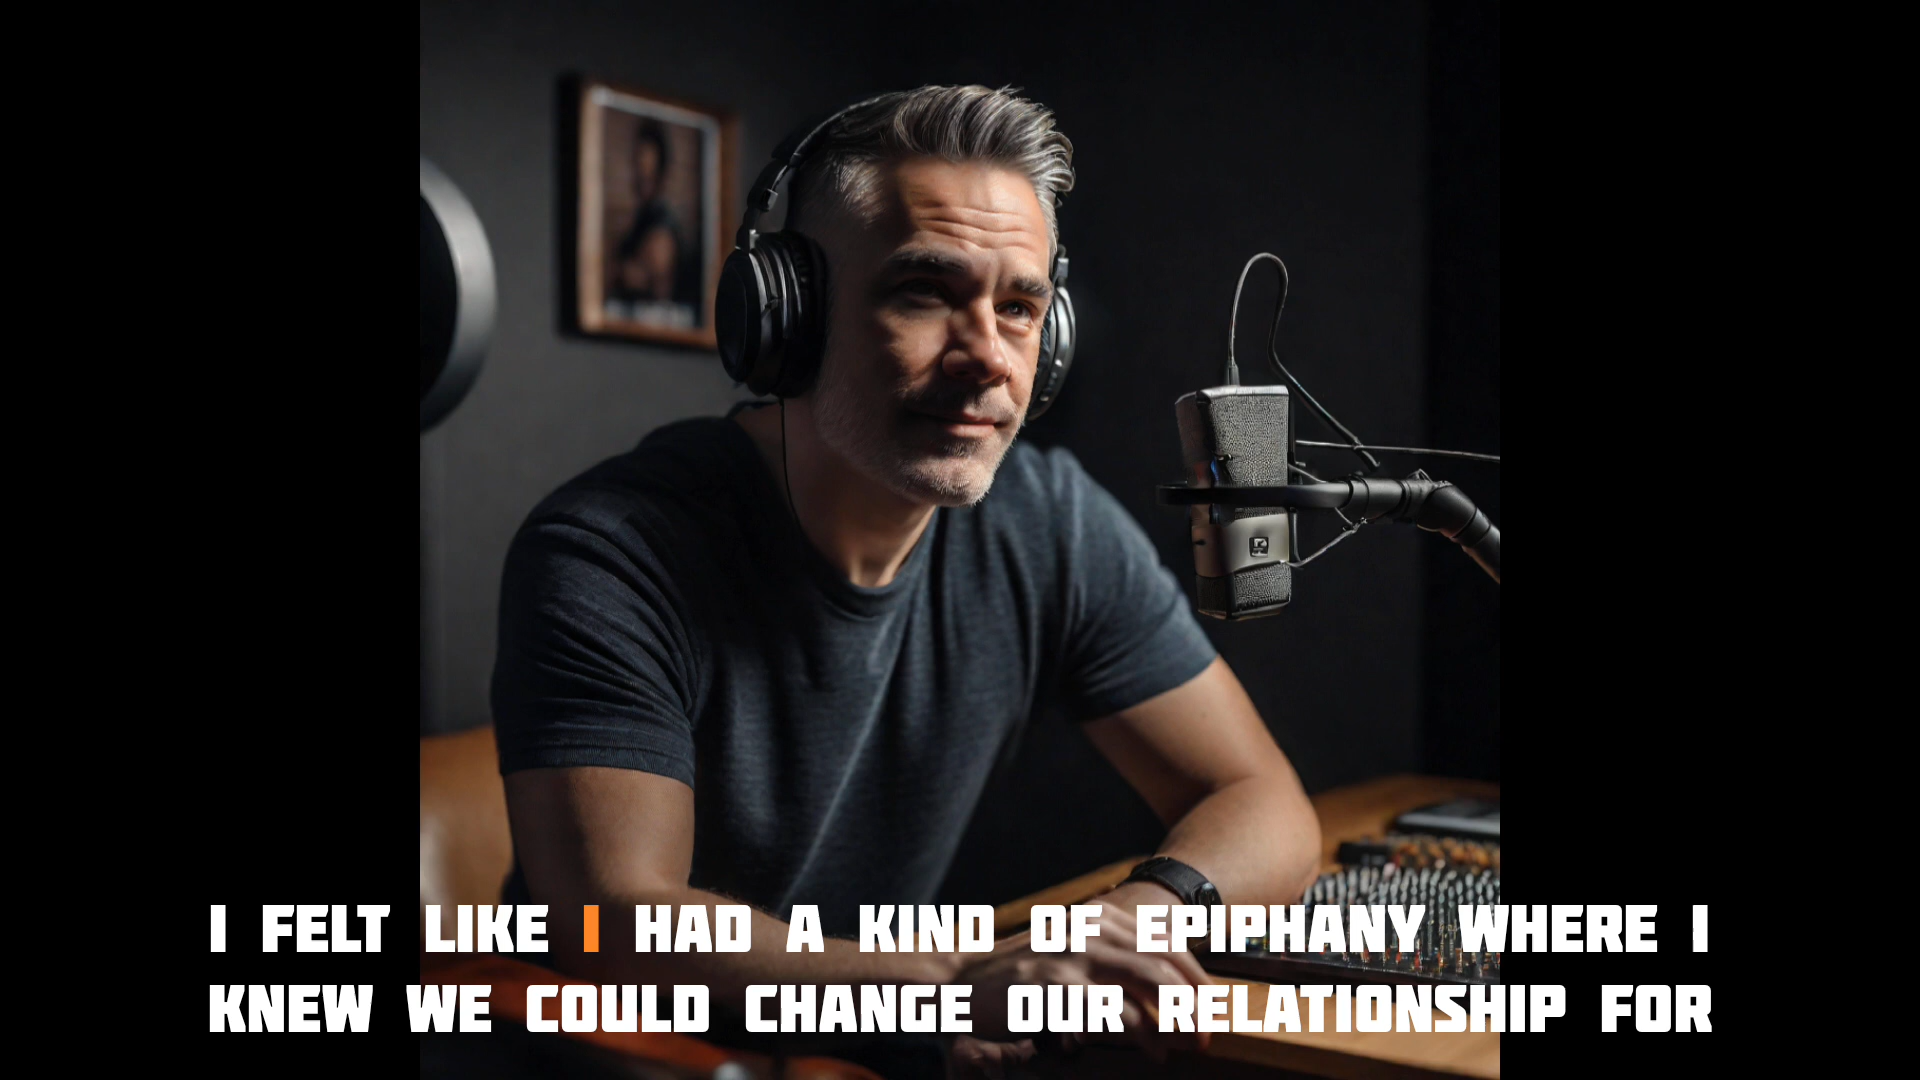 I FELT LIKE I HAD A KIND OF EPIPHANY WHERE I
KNEW WE COULD CHANGE OUR RELATIONSHIP FOR